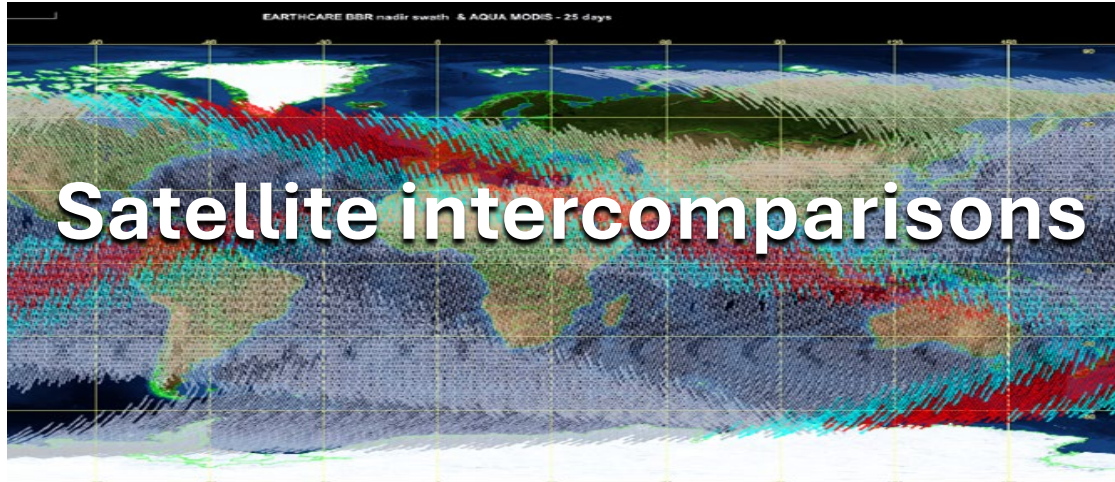 EARTHCARE BBR nadir swath & AQUA MODIS - 25 days
Satellite intercomparisons